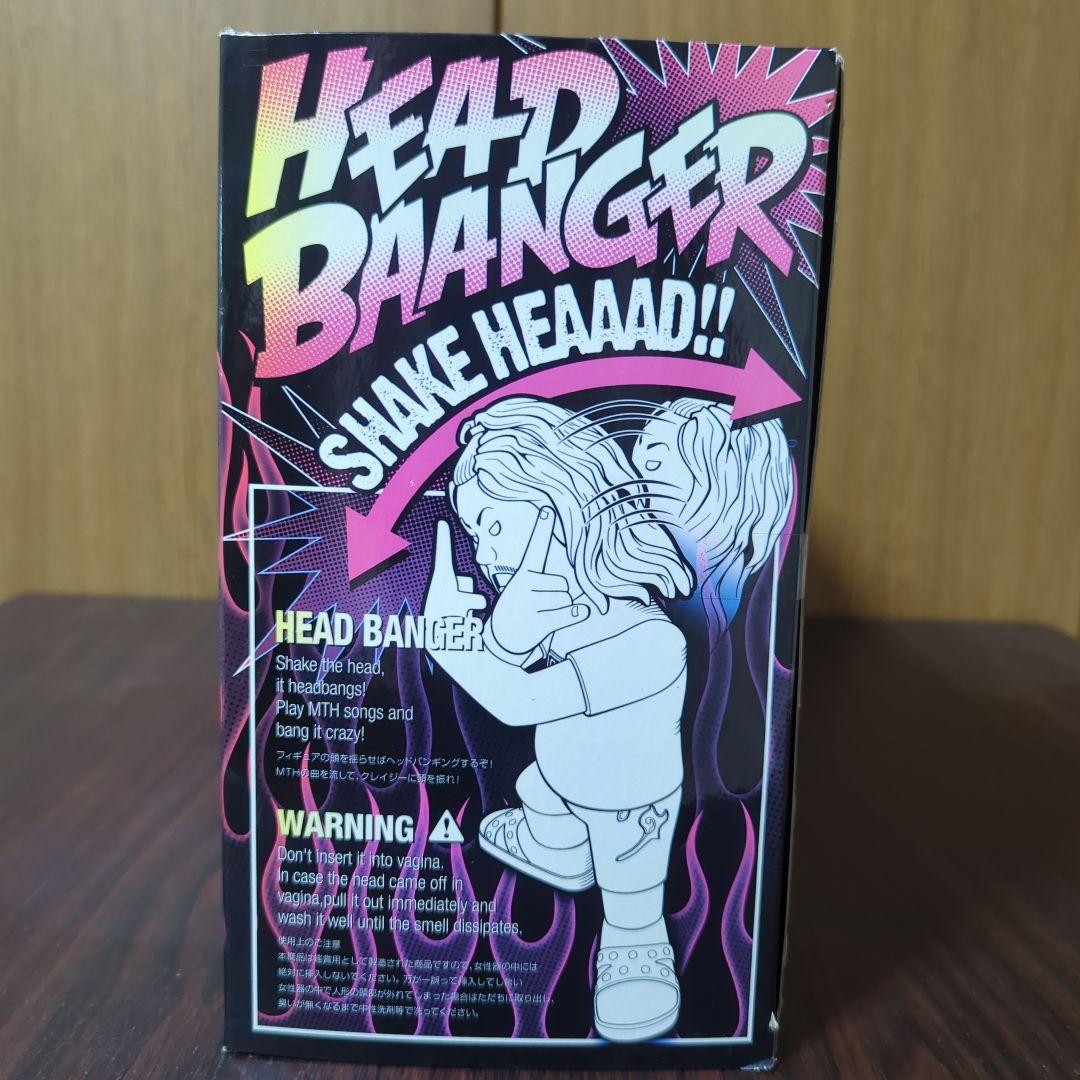 HEAD
BAANGER
SHAKE HEAAAD!!
HEAD BANGER
Shake the head,
it headbangs!
Play MTH songs and
bang it crazy!
フィギュアの頭を揺らせばヘッドバンギングするぞ!
MTHの曲を流して、クレイジーに頭を振れ!
WARNING
Don't insert it into vagina.
In case the head came off in
vagina,pull it out immediately and
wash it well until the smell dissipates.
使用上のご注意
本商品は鑑賞用として製造された商品ですので、女性器の中には
絶対に挿入しないでください。万が一誤って挿入してしまい
女性器の中で人形の頭部が外れてしまった場合はただちに取り出し、
臭いが無くなるまで中性洗剤等で洗ってください。